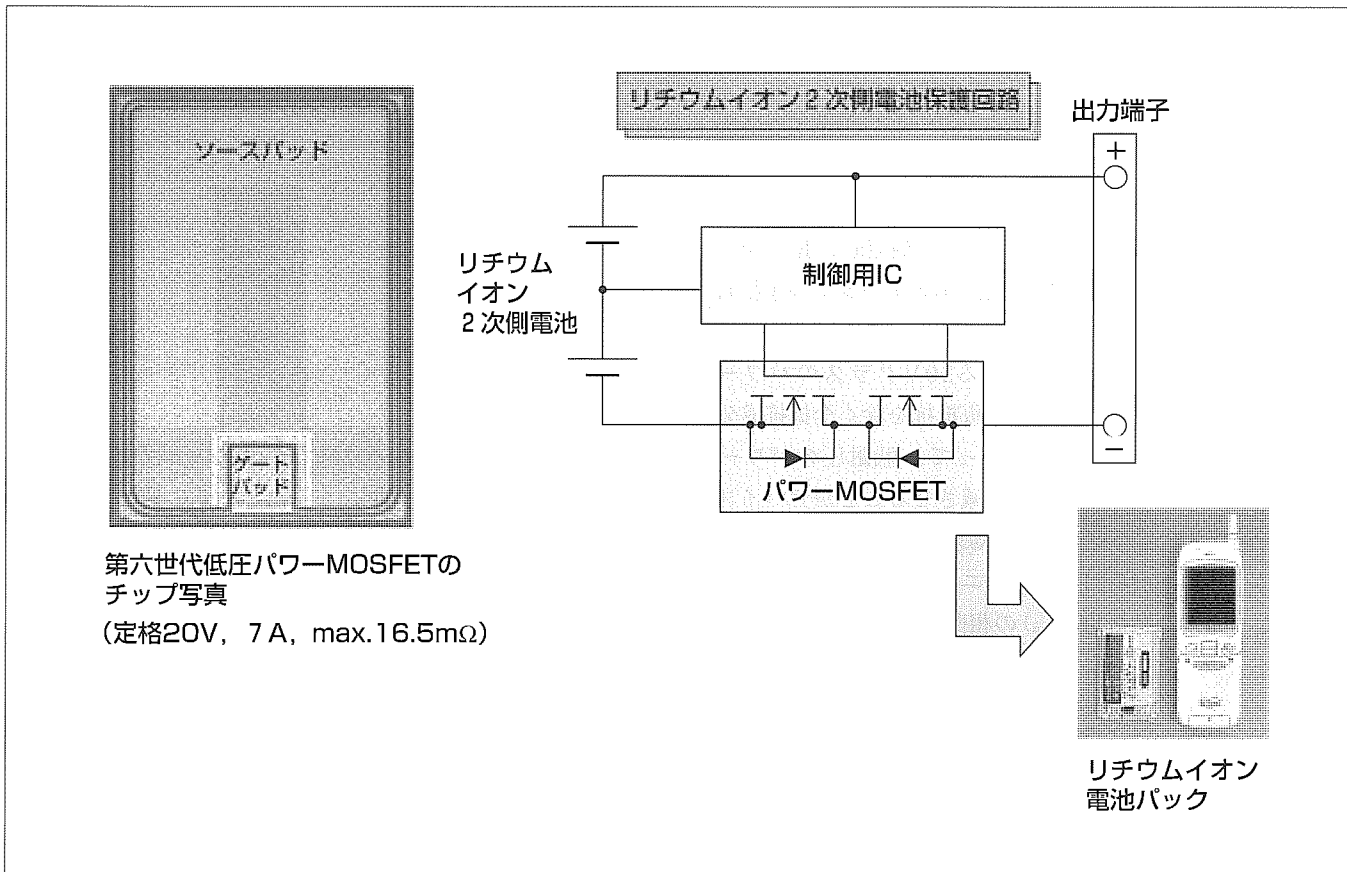 リチウムイオン2次側電池保護回路
出力端子
ソースパッド
+
リチウム
イオン
2次側電池
制御用IC
ゲート
パッド
パワーMOSFET
−
第六世代低圧パワーMOSFETの
チップ写真
(定格20V, 7A, max.16.5mΩ)
リチウムイオン
電池パック